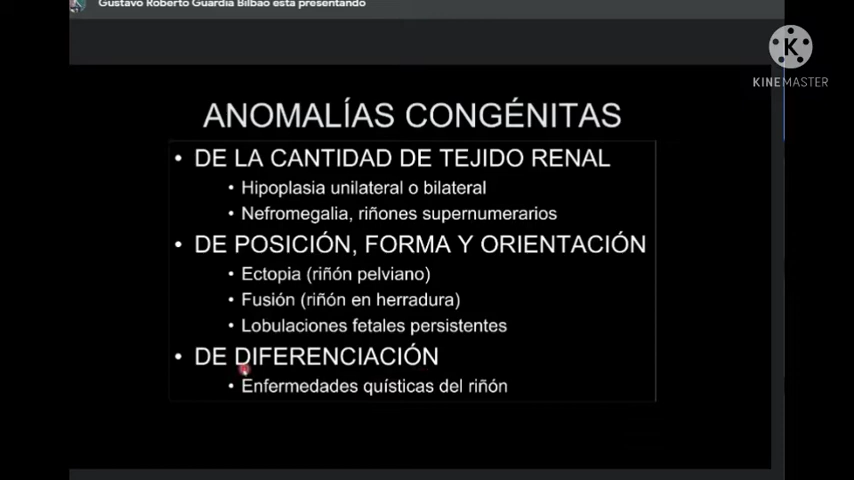 Gustavo Roberto Guardia Bilbao está presentando
K
KINEMASTER
ANOMALÍAS CONGÉNITAS
• DE LA CANTIDAD DE TEJIDO RENAL
• Hipoplasia unilateral o bilateral
• Nefromegalia, riñones supernumerarios
• DE POSICIÓN, FORMA Y ORIENTACIÓN
• Ectopia (riñón pelviano)
• Fusión (riñón en herradura)
• Lobulaciones fetales persistentes
• DE DIFERENCIACIÓN
• Enfermedades quísticas del riñón